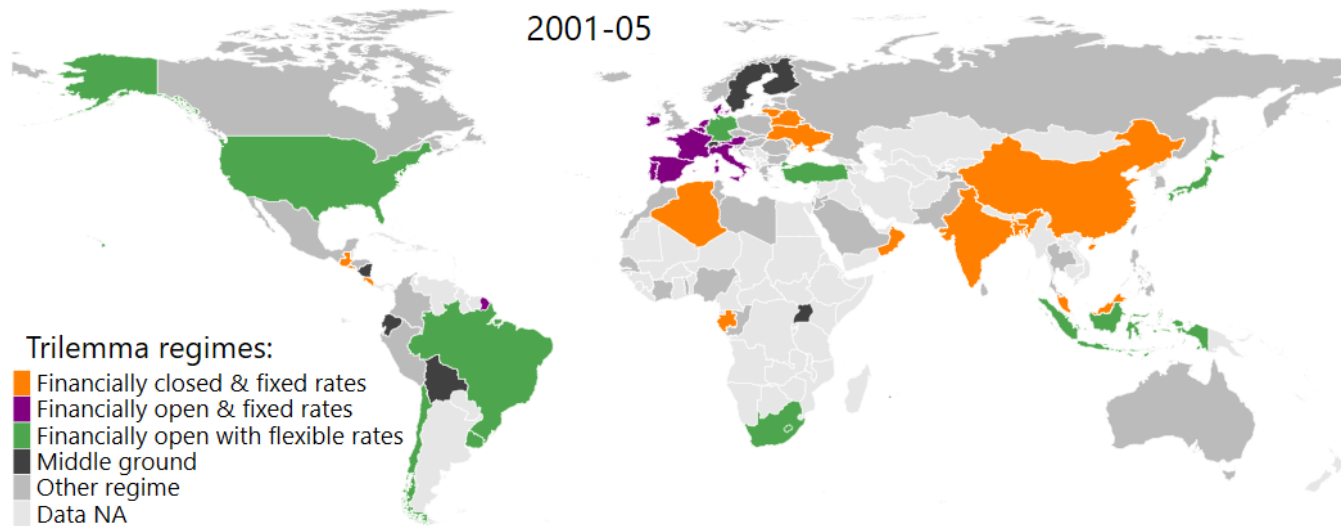 2001-05
Trilemma regimes:
Financially closed & fixed rates
Financially open & fixed rates
Financially open with flexible rates
Middle ground
Other regime
Data NA